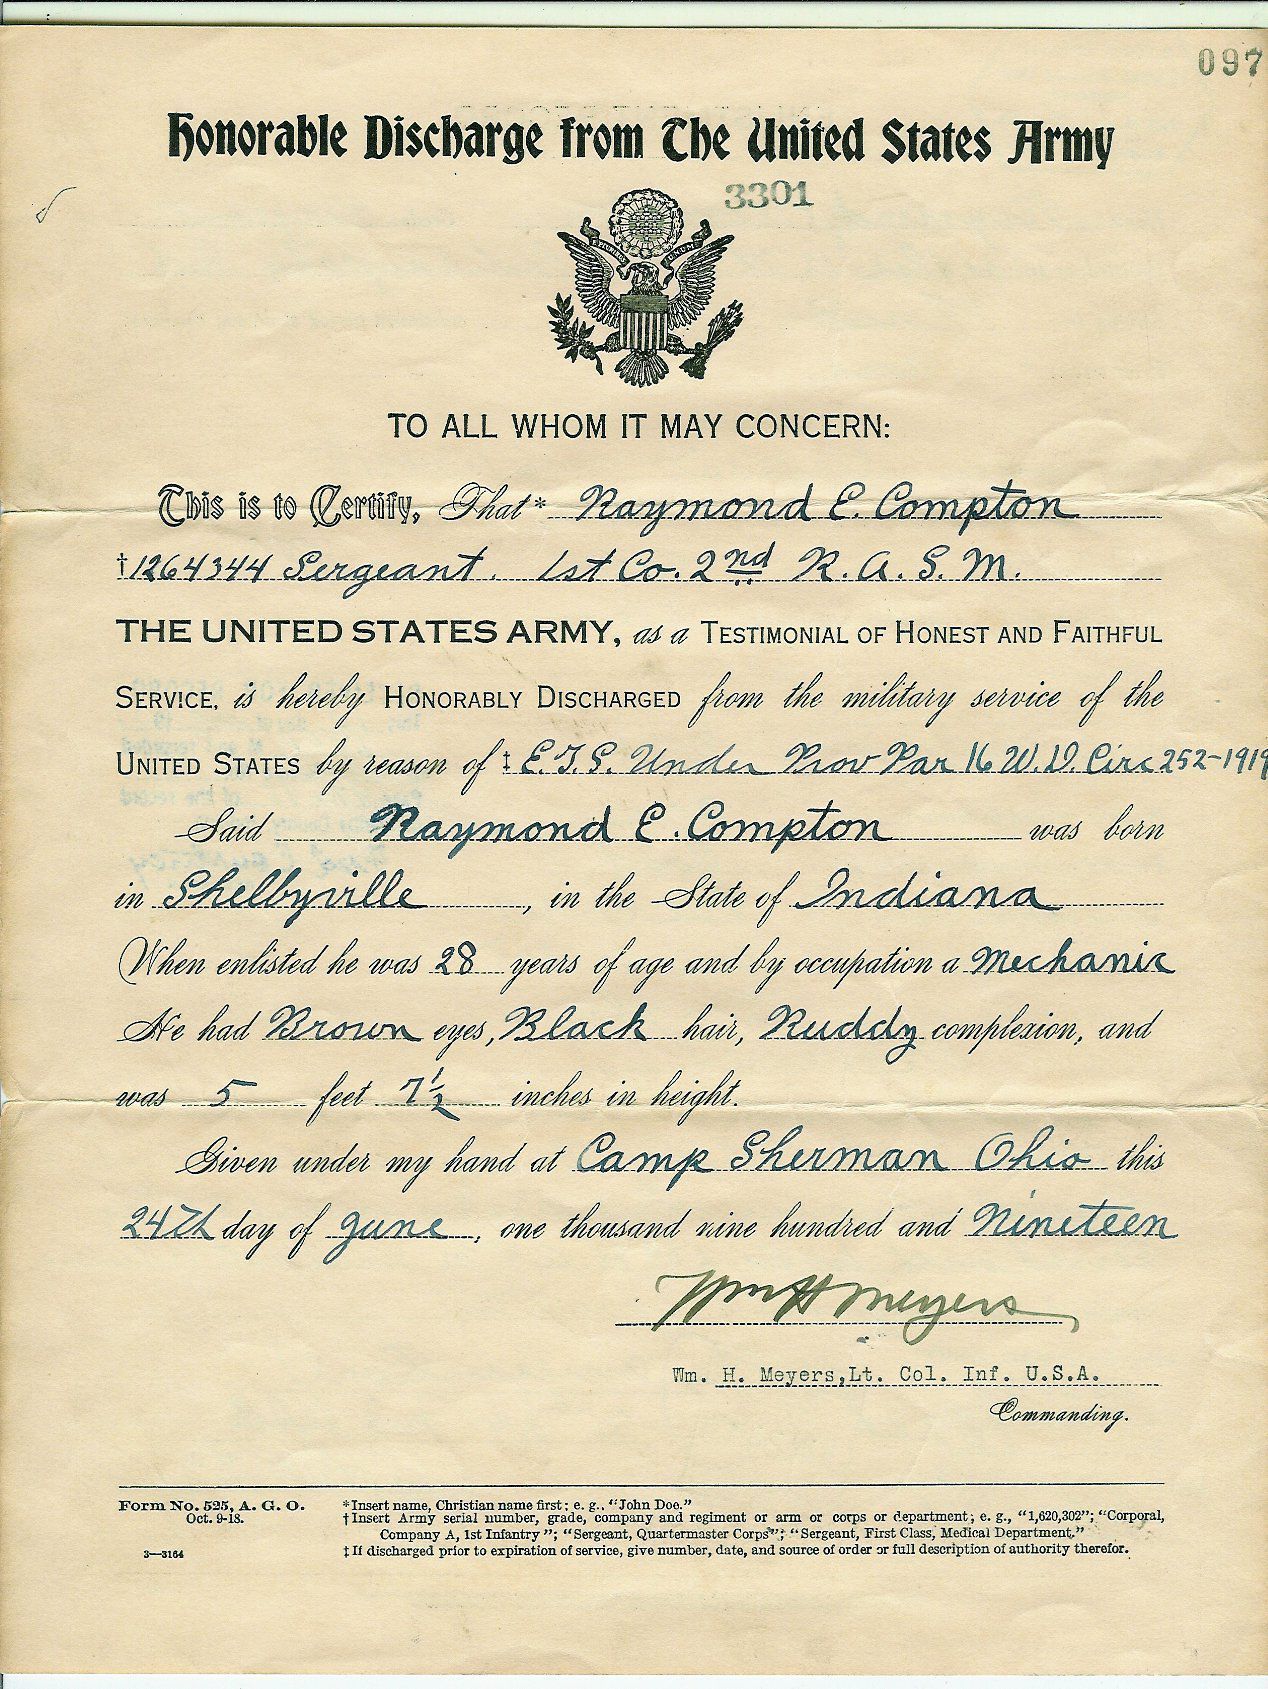 097
Honorable Discharge from The United States Army
3301
TO ALL WHOM IT MAY CONCERN:
This is to Certify, That* Raymond E. Compton
†1264344 Sergeant. 1st Co. 2nd R. A. S. M.
THE UNITED STATES ARMY, as a TESTIMONIAL OF HONEST AND FAITHFUL
SERVICE, is hereby HONORABLY DISCHARGED from the military service of the
UNITED STATES by reason of ‡ E.T.S. Under Prov Par 16 W.D. Circ 252-1919
Said Raymond E. Compton was born
in Shelbyville, in the State of Indiana
When enlisted he was 28 years of age and by occupation a Mechanic
He had Brown eyes, Black hair, Ruddy complexion, and
was 5 feet 7 1/2 inches in height.
Given under my hand at Camp Sherman Ohio this
24th day of June, one thousand nine hundred and Nineteen
Wm H Meyers
Wm. H. Meyers,Lt. Col. Inf. U.S.A.
Commanding.
Form No. 525, A. G. O.
Oct. 9-18.
3—3164
*Insert name, Christian name first; e. g., "John Doe."
†Insert Army serial number, grade, company and regiment or arm or corps or department; e. g., "1,620,302"; "Corporal,
Company A, 1st Infantry"; "Sergeant, Quartermaster Corps"; "Sergeant, First Class, Medical Department."
‡If discharged prior to expiration of service, give number, date, and source of order or full description of authority therefor.